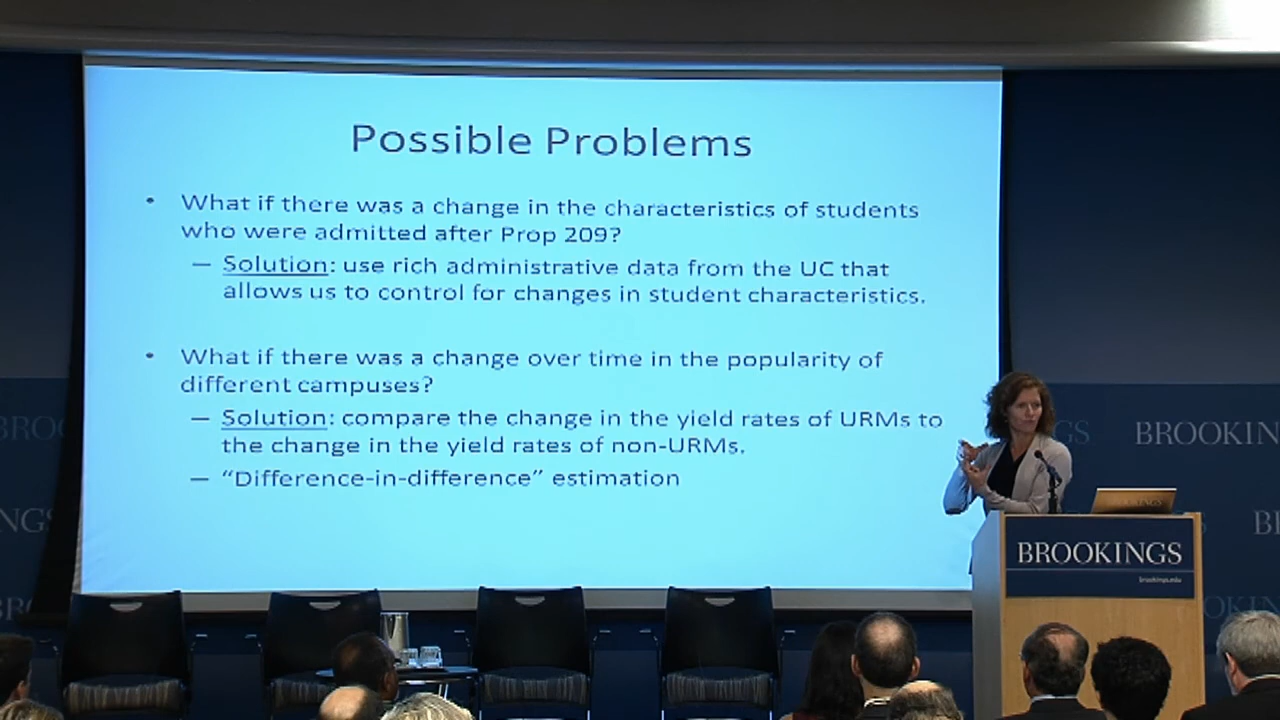 Possible Problems
• What if there was a change in the characteristics of students
who were admitted after Prop 209?
— Solution: use rich administrative data from the UC that
allows us to control for changes in student characteristics.
• What if there was a change over time in the popularity of
different campuses?
— Solution: compare the change in the yield rates of URMs to
the change in the yield rates of non-URMs.
— “Difference-in-difference” estimation
BROOKINGS
brookings.edu